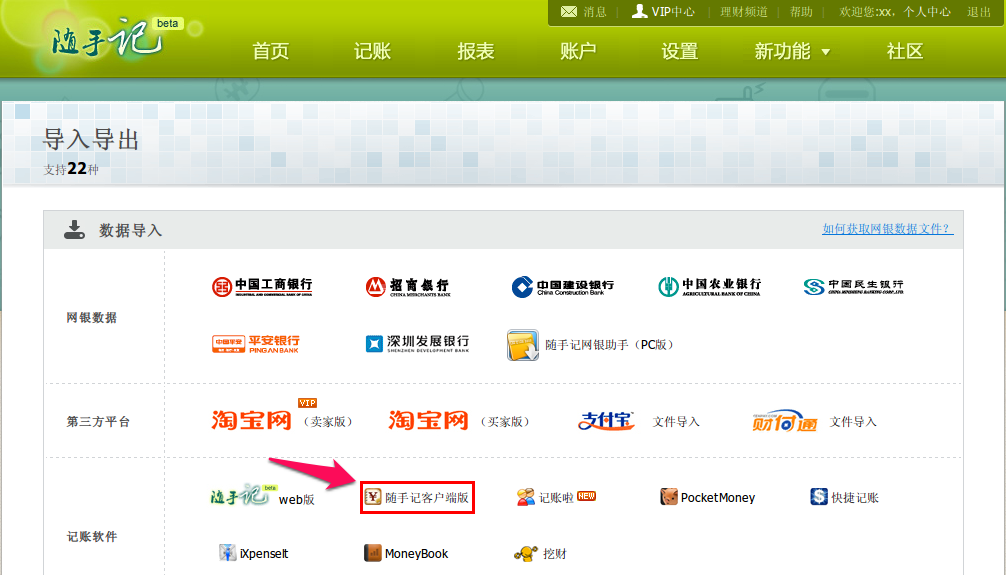 消息 VIP中心 理财频道 帮助 欢迎您:xx，个人中心 退出
随手记 beta
首页 记账 报表 账户 设置 新功能 社区
导入导出
支持22种
数据导入 如何获取网银数据文件？
网银数据
中国工商银行 招商银行 中国建设银行 中国农业银行 中国民生银行
INDUSTRIAL AND COMMERCIAL BANK OF CHINA CHINA MERCHANTS BANK China Construction Bank AGRICULTURAL BANK OF CHINA CHINA MINSHENG BANKING CORP.,LTD.
中国平安 平安银行 深圳发展银行 随手记网银助手（PC版）
PING AN BANK SHENZHEN DEVELOPMENT BANK
第三方平台
淘宝网 VIP （卖家版） 淘宝网 （买家版） 支付宝 文件导入 财付通 文件导入
记账软件
随手记 beta web版 随手记客户端版 记账啦 NEW PocketMoney 快捷记账
iXpenseIt MoneyBook 挖财